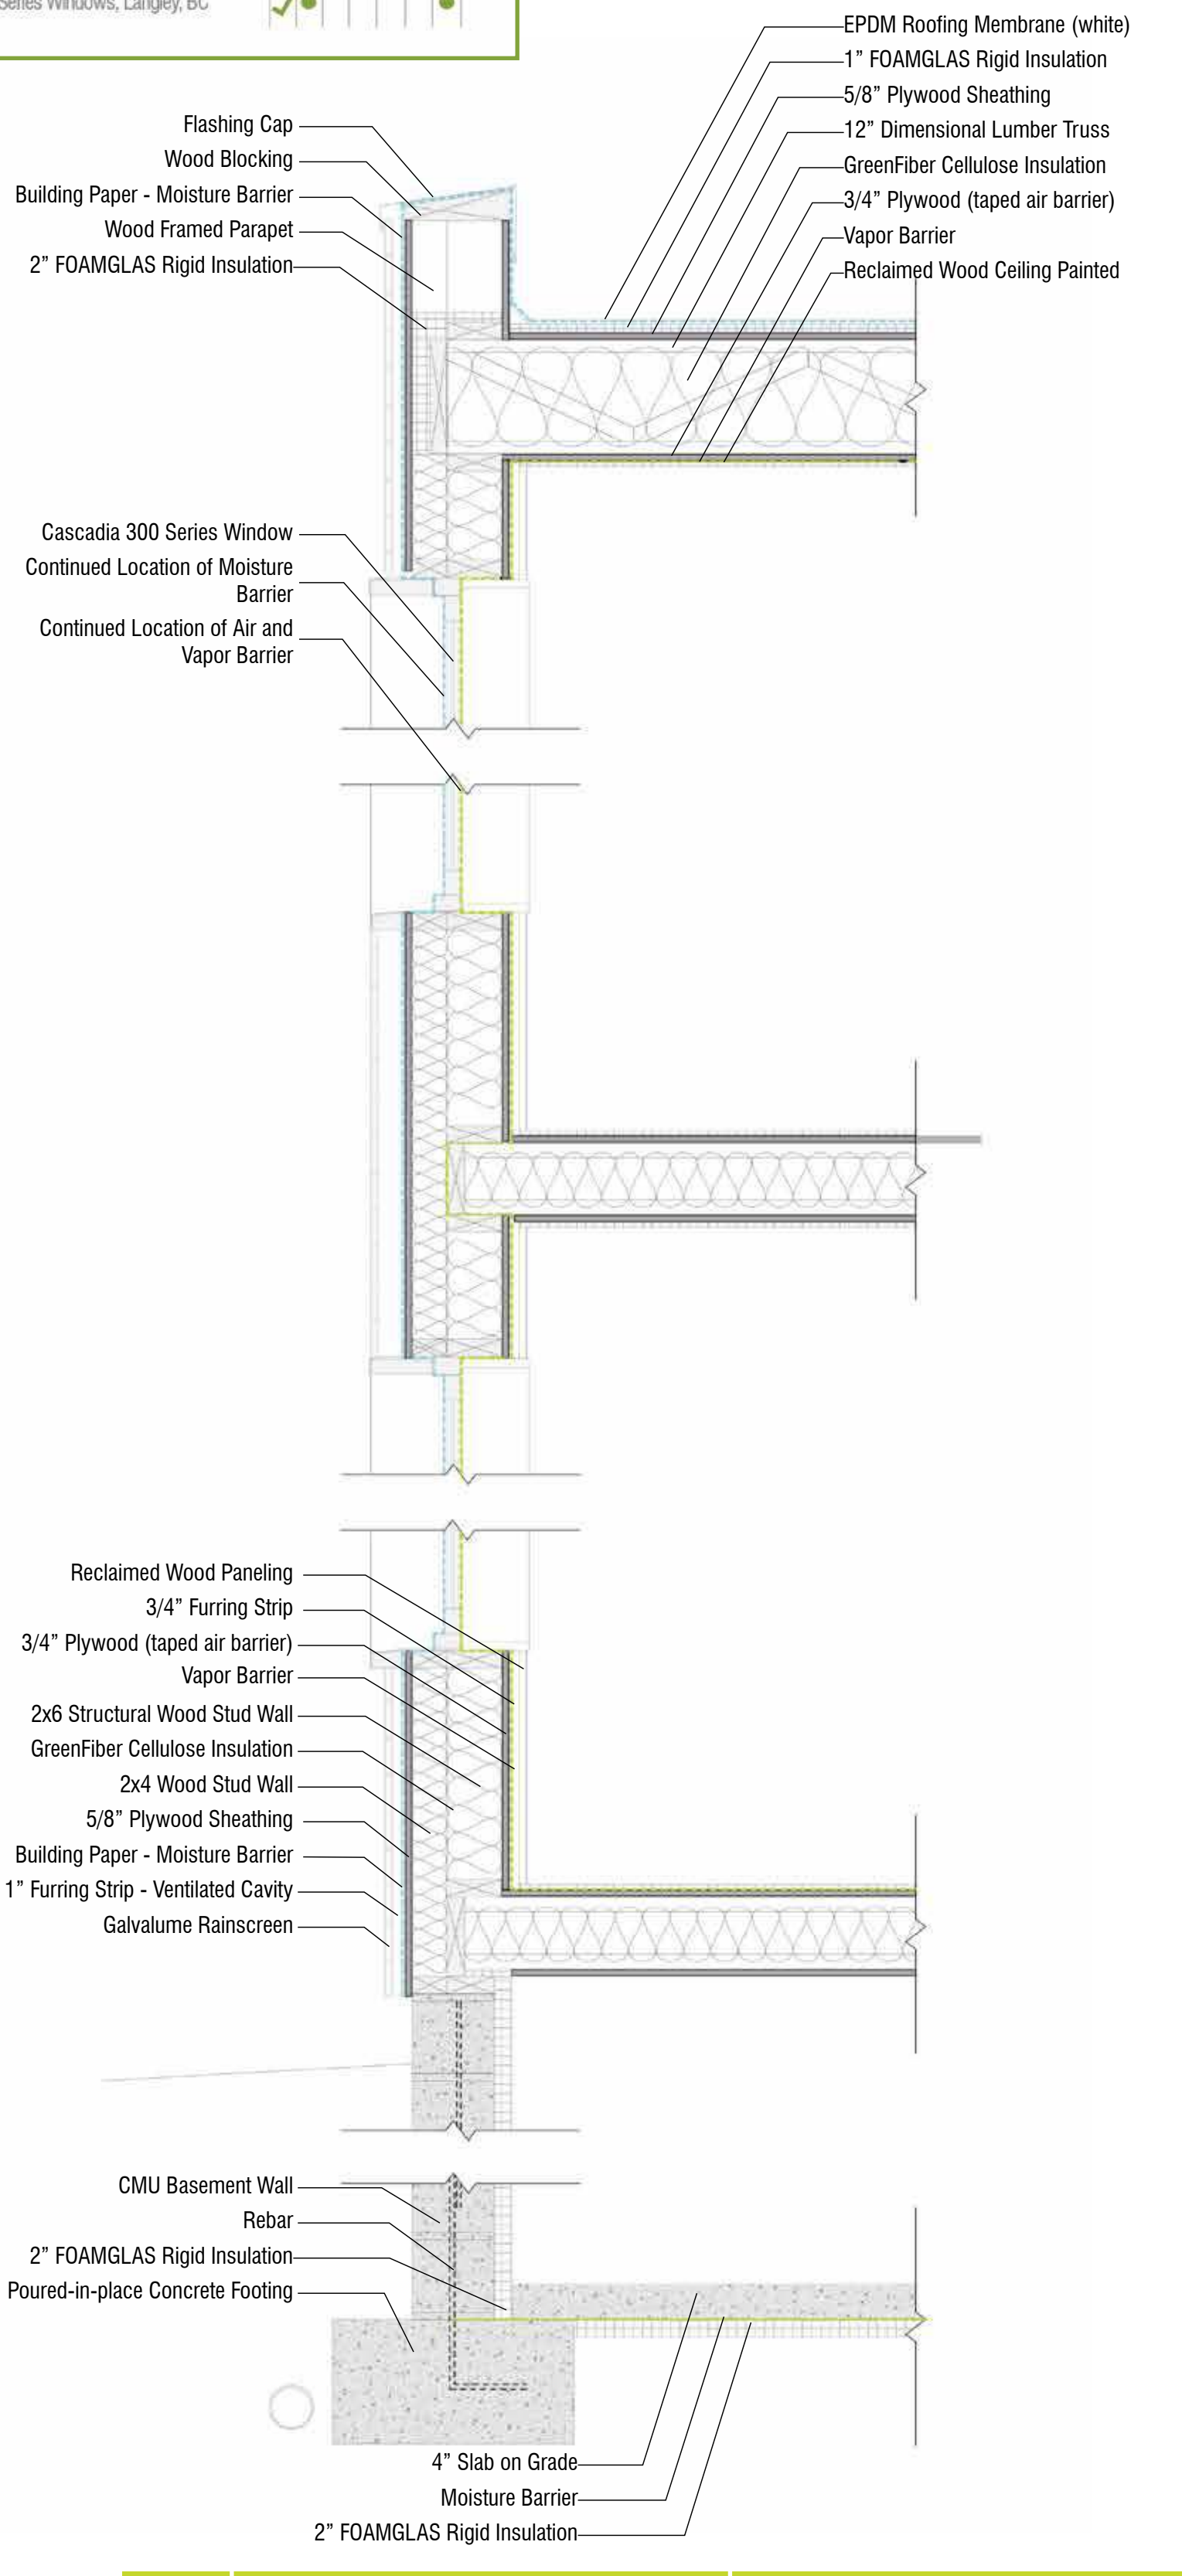 Series Windows, Langley, BC
EPDM Roofing Membrane (white)
1” FOAMGLAS Rigid Insulation
5/8” Plywood Sheathing
12” Dimensional Lumber Truss
GreenFiber Cellulose Insulation
3/4” Plywood (taped air barrier)
Vapor Barrier
Reclaimed Wood Ceiling Painted
Flashing Cap
Wood Blocking
Building Paper - Moisture Barrier
Wood Framed Parapet
2” FOAMGLAS Rigid Insulation
Cascadia 300 Series Window
Continued Location of Moisture
Barrier
Continued Location of Air and
Vapor Barrier
Reclaimed Wood Paneling
3/4” Furring Strip
3/4” Plywood (taped air barrier)
Vapor Barrier
2x6 Structural Wood Stud Wall
GreenFiber Cellulose Insulation
2x4 Wood Stud Wall
5/8” Plywood Sheathing
Building Paper - Moisture Barrier
1” Furring Strip - Ventilated Cavity
Galvalume Rainscreen
CMU Basement Wall
Rebar
2” FOAMGLAS Rigid Insulation
Poured-in-place Concrete Footing
4” Slab on Grade
Moisture Barrier
2” FOAMGLAS Rigid Insulation